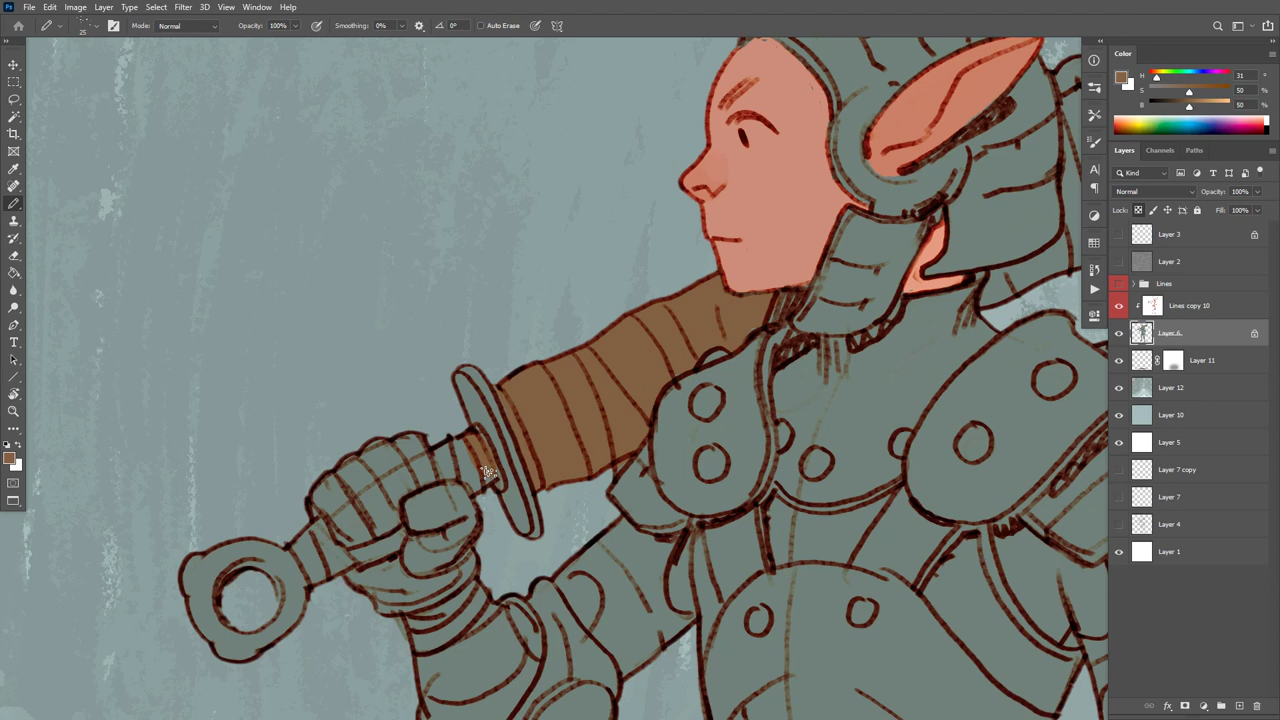 Ps File Edit Image Layer Type Select Filter 3D View Window Help
25 Mode: Normal Opacity: 100% Smoothing: 0% 0° Auto Erase
Color
H 31 °
S 50 %
B 50 %
Layers Channels Paths
Kind
Normal Opacity: 100%
Lock: Fill: 100%
Layer 3
Layer 2
Lines
Lines copy 10
Layer 6
Layer 11
Layer 12
Layer 10
Layer 5
Layer 7 copy
Layer 7
Layer 4
Layer 1